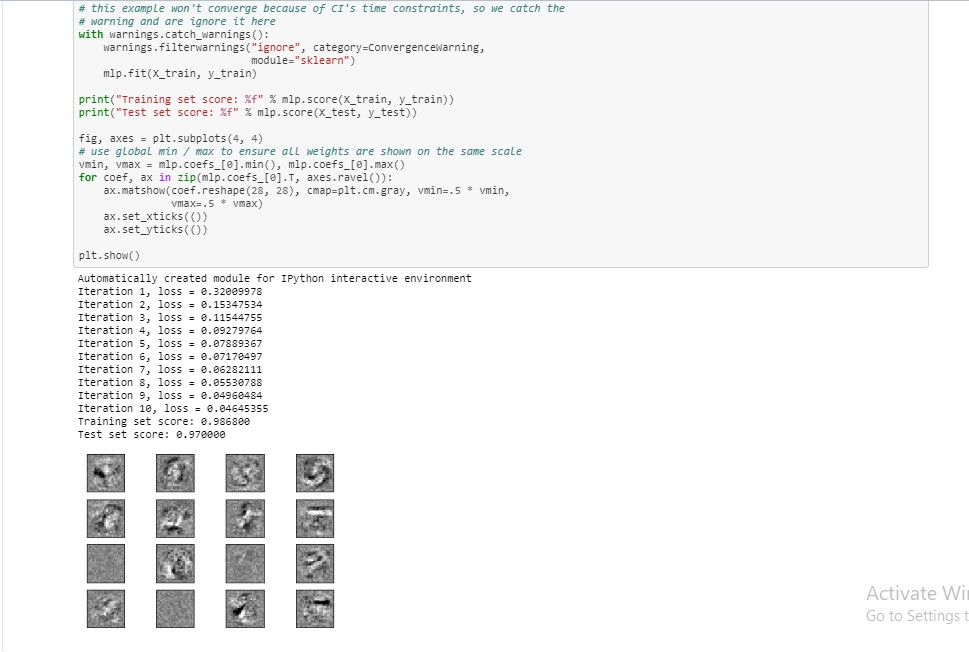 # this example won't converge because of CI's time constraints, so we catch the
# warning and are ignore it here
with warnings.catch_warnings():
    warnings.filterwarnings("ignore", category=ConvergenceWarning,
                            module="sklearn")
    mlp.fit(X_train, y_train)

print("Training set score: %f" % mlp.score(X_train, y_train))
print("Test set score: %f" % mlp.score(X_test, y_test))

fig, axes = plt.subplots(4, 4)
# use global min / max to ensure all weights are shown on the same scale
vmin, vmax = mlp.coefs_[0].min(), mlp.coefs_[0].max()
for coef, ax in zip(mlp.coefs_[0].T, axes.ravel()):
    ax.matshow(coef.reshape(28, 28), cmap=plt.cm.gray, vmin=.5 * vmin,
               vmax=.5 * vmax)
    ax.set_xticks(())
    ax.set_yticks(())

plt.show()
Automatically created module for IPython interactive environment
Iteration 1, loss = 0.32009978
Iteration 2, loss = 0.15347534
Iteration 3, loss = 0.11544755
Iteration 4, loss = 0.09279764
Iteration 5, loss = 0.07889367
Iteration 6, loss = 0.07170497
Iteration 7, loss = 0.06282111
Iteration 8, loss = 0.05530788
Iteration 9, loss = 0.04960484
Iteration 10, loss = 0.04645355
Training set score: 0.986800
Test set score: 0.970000
Activate Wi
Go to Settings t